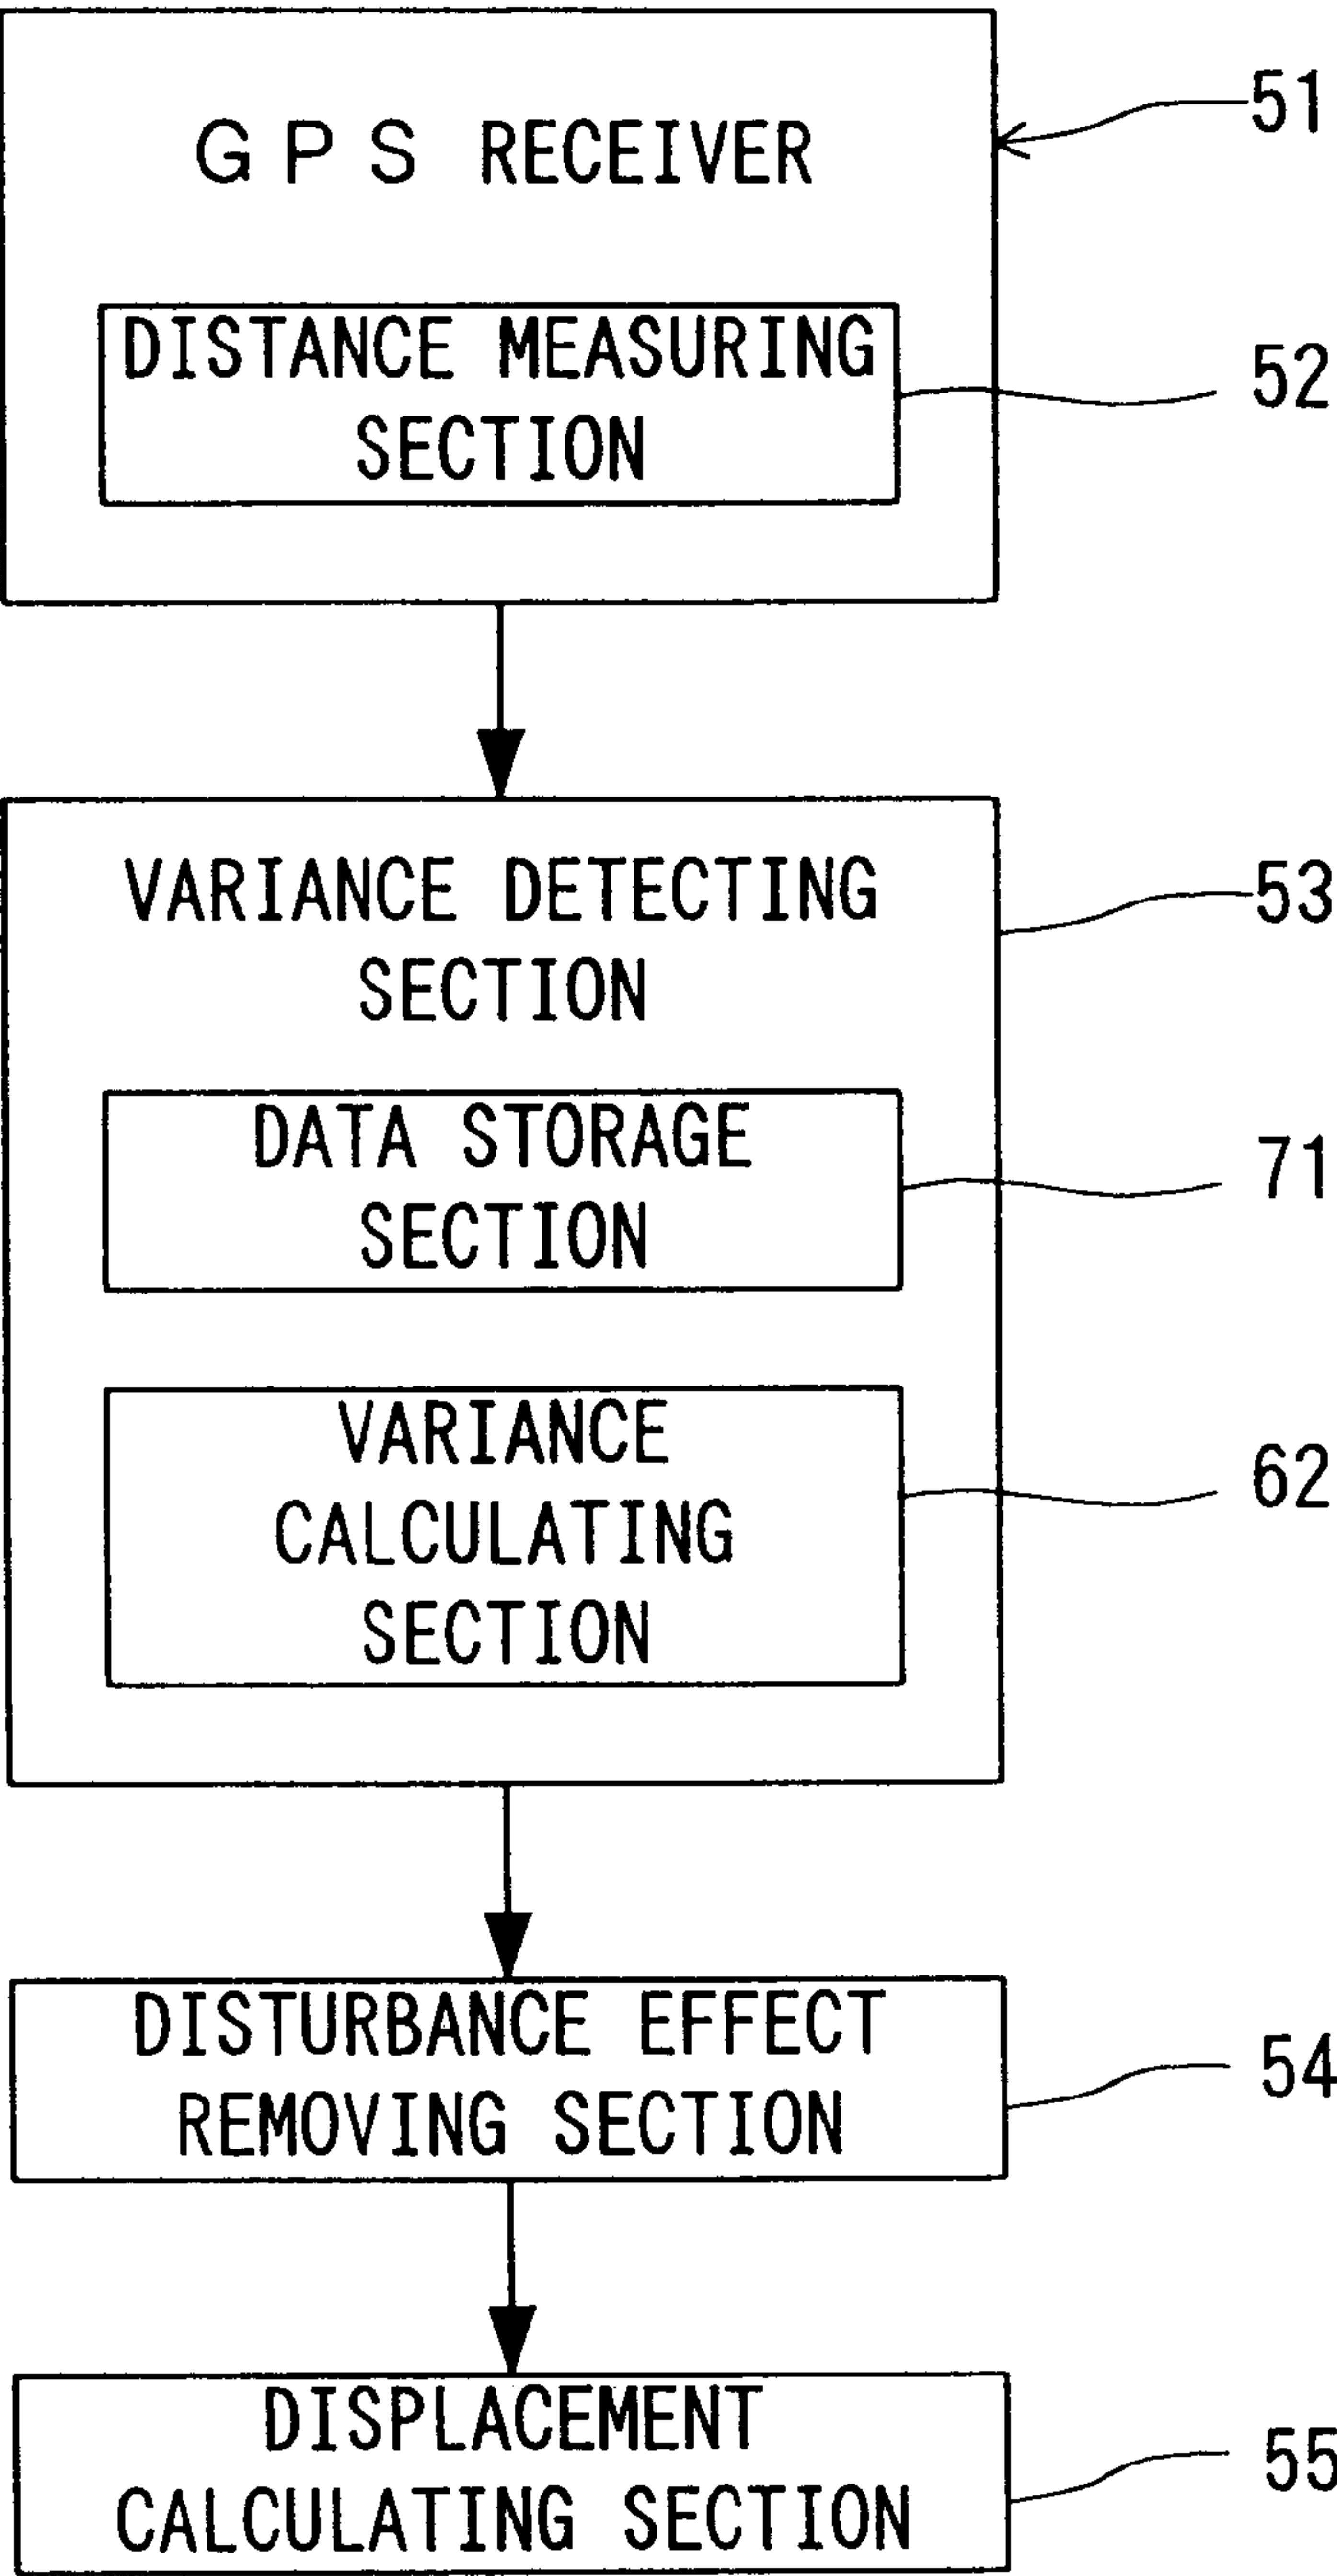 GPS RECEIVER
51
DISTANCE MEASURING
SECTION
52
VARIANCE DETECTING
SECTION
53
DATA STORAGE
SECTION
71
VARIANCE
CALCULATING
SECTION
62
DISTURBANCE EFFECT
REMOVING SECTION
54
DISPLACEMENT
CALCULATING SECTION
55